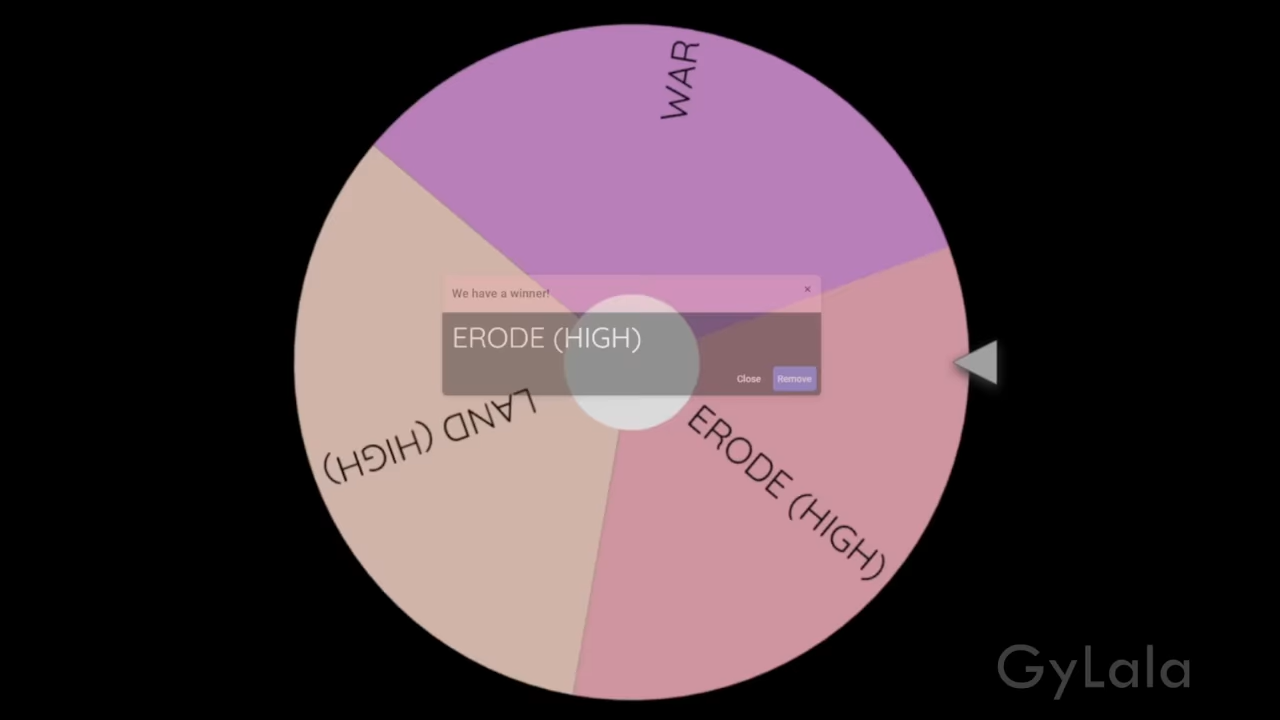 WAR
We have a winner!
×
ERODE (HIGH)
Close
Remove
LAND (HIGH)
ERODE (HIGH)
GyLala